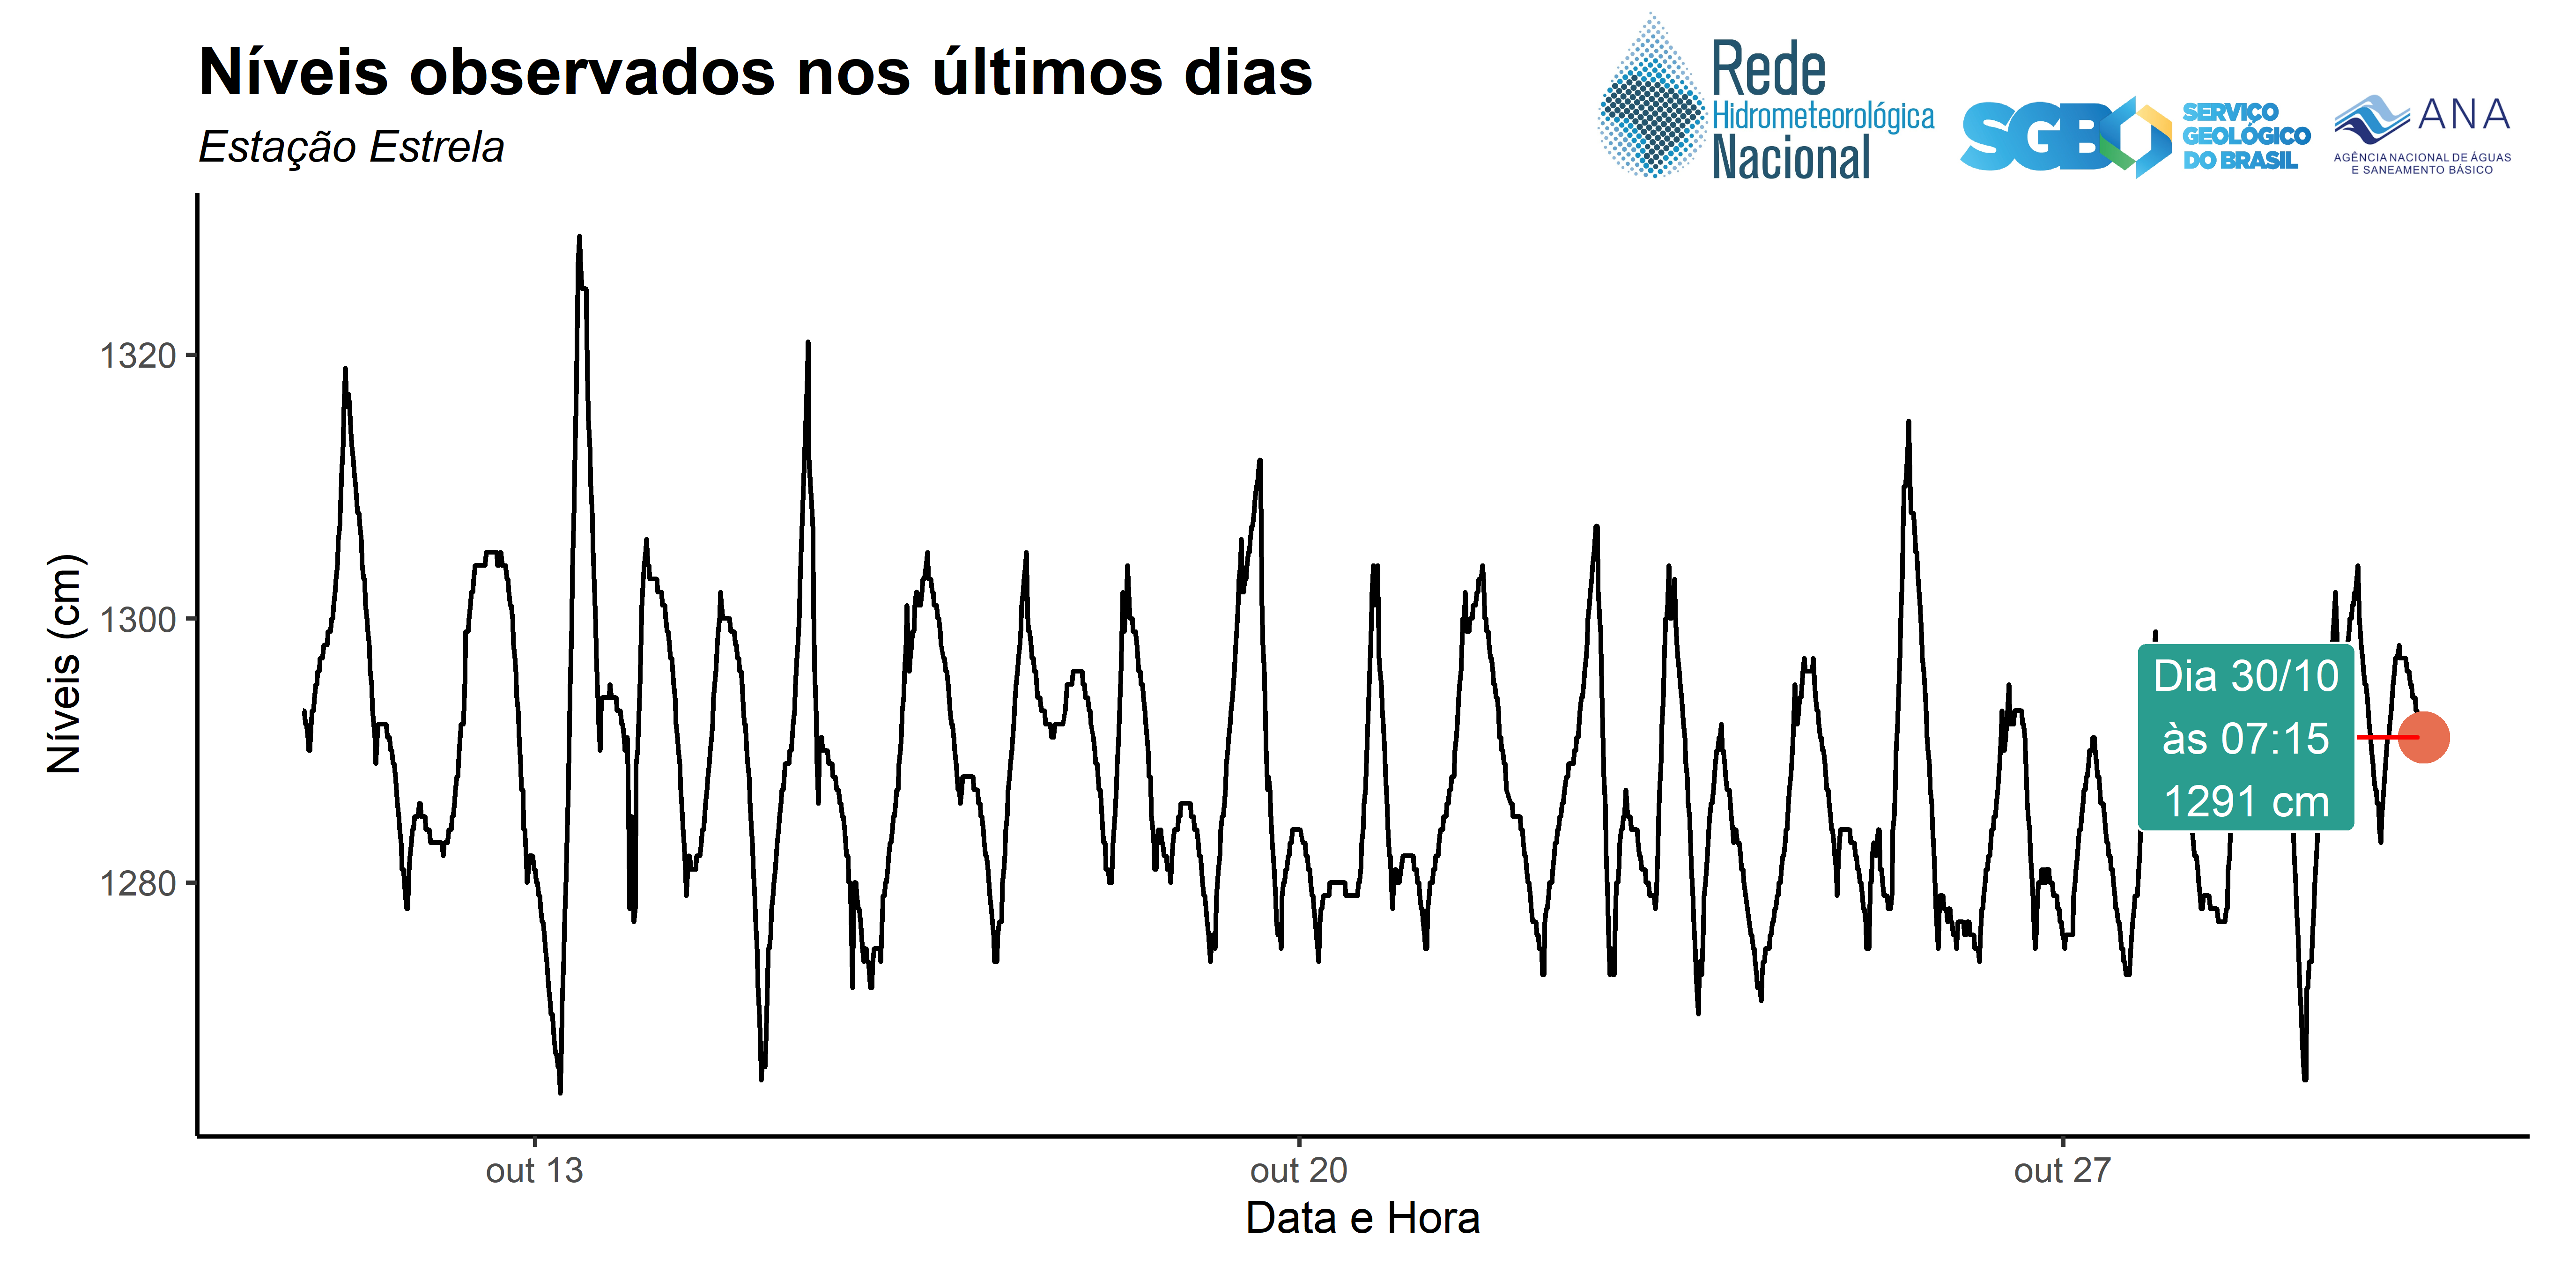 Níveis observados nos últimos dias
Estação Estrela
Rede
Hidrometeorológica
Nacional
SGB
SERVIÇO
GEOLÓGICO
DO BRASIL
ANA
AGÊNCIA NACIONAL DE ÁGUAS
E SANEAMENTO BÁSICO
Níveis (cm)
1320
1300
1280
Dia 30/10
às 07:15
1291 cm
out 13
out 20
out 27
Data e Hora